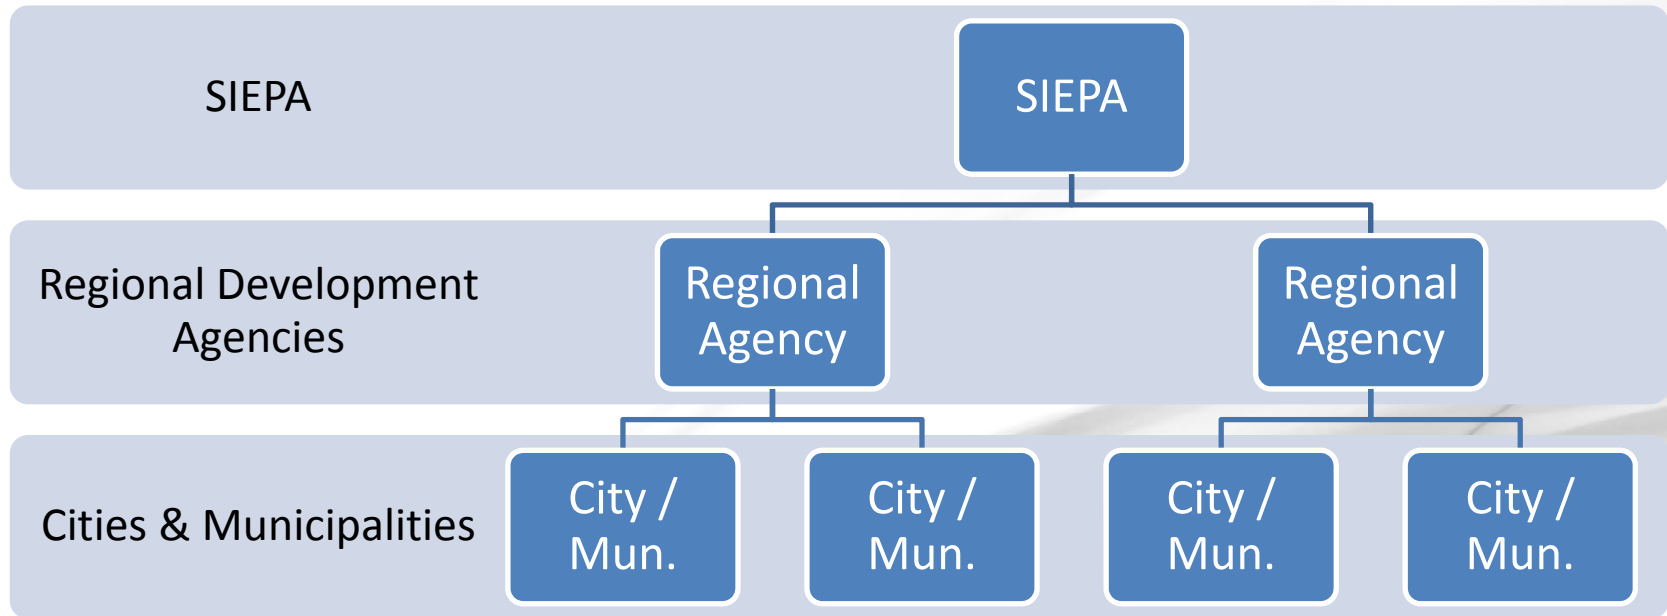 SIEPA
SIEPA
Regional Development
Agencies
Regional
Agency
Regional
Agency
Cities & Municipalities
City /
Mun.
City /
Mun.
City /
Mun.
City /
Mun.